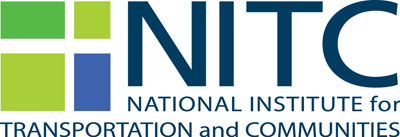 NITC
NATIONAL INSTITUTE for
TRANSPORTATION and COMMUNITIES